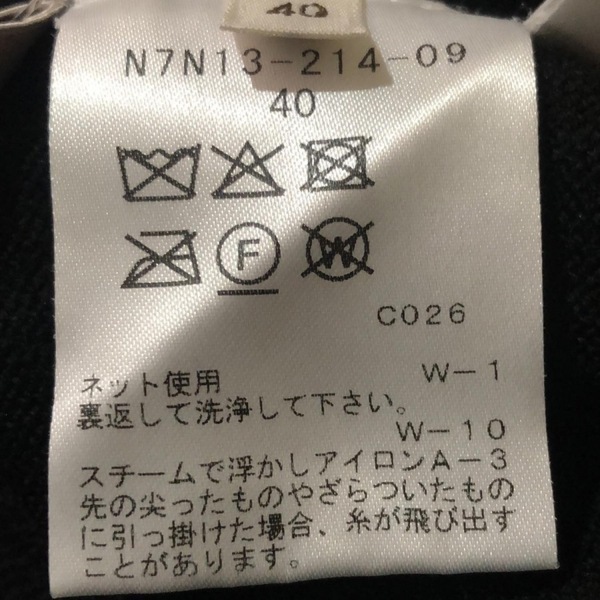 40
N7N13-214-09
40
F
W
C026
ネット使用 W-1
裏返して洗浄して下さい。
W-10
スチームで浮かしアイロンA-3
先の尖ったものやざらついたもの
に引っ掛けた場合、糸が飛び出す
ことがあります。